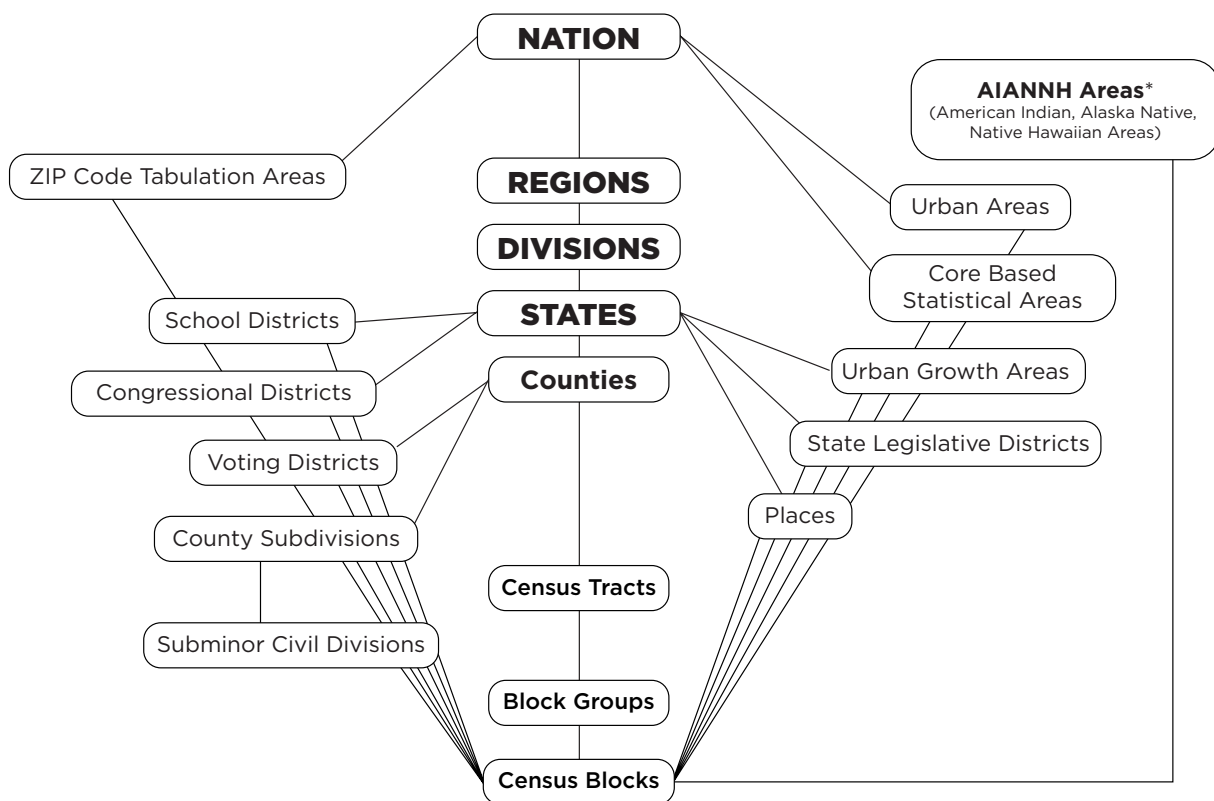 NATION
AIANNH Areas*
(American Indian, Alaska Native,
Native Hawaiian Areas)
ZIP Code Tabulation Areas
REGIONS
Urban Areas
DIVISIONS
Core Based
Statistical Areas
School Districts
STATES
Congressional Districts
Counties
Urban Growth Areas
State Legislative Districts
Voting Districts
Places
County Subdivisions
Census Tracts
Subminor Civil Divisions
Block Groups
Census Blocks